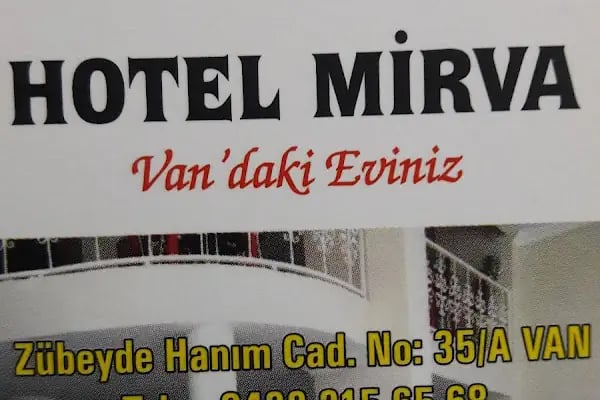 HOTEL MİRVA
Van'daki Eviniz
Zübeyde Hanım Cad. No: 35/A VAN